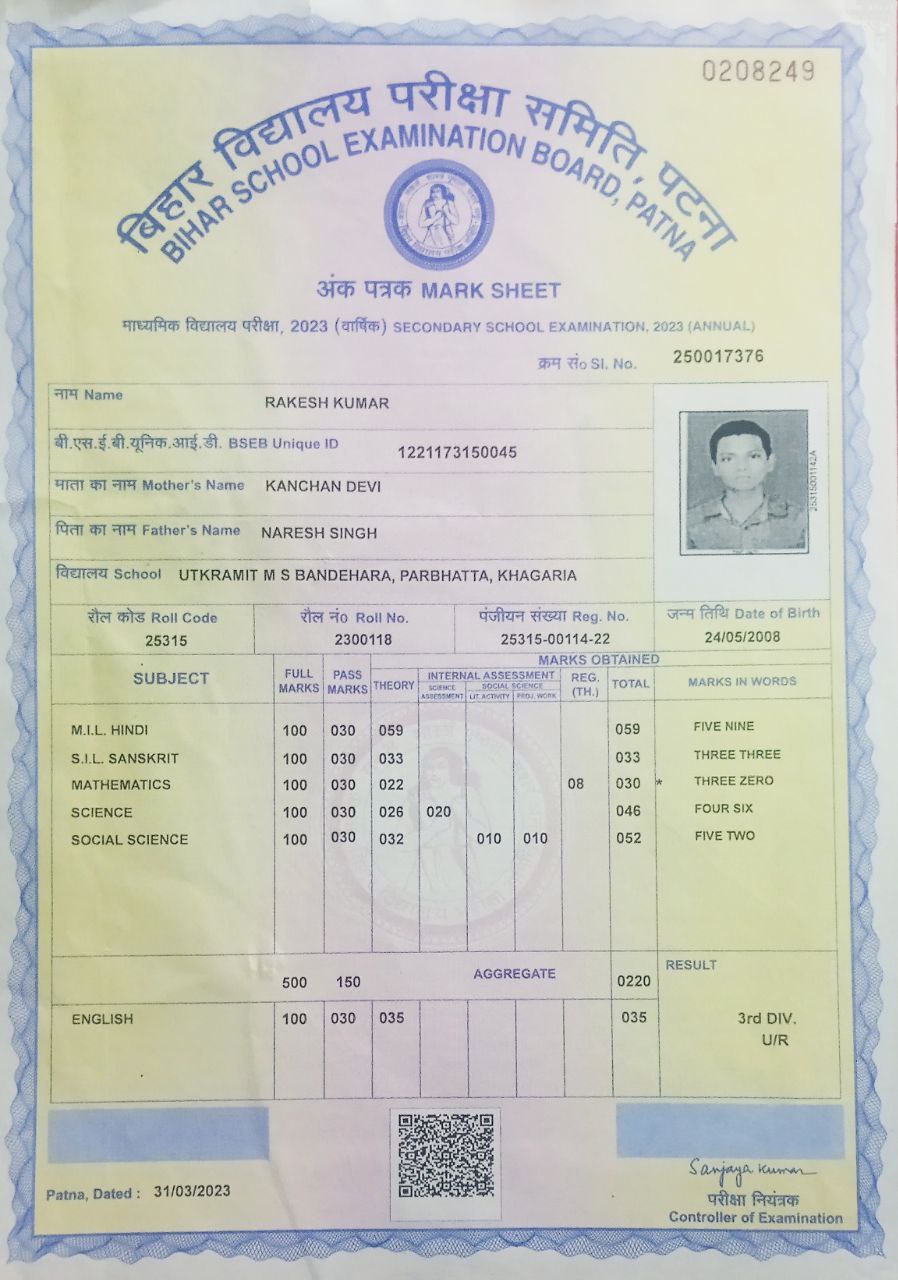 0208249
बिहार विद्यालय परीक्षा समिति, पटना
BIHAR SCHOOL EXAMINATION BOARD, PATNA
अंक पत्रक MARK SHEET
माध्यमिक विद्यालय परीक्षा, 2023 (वार्षिक) SECONDARY SCHOOL EXAMINATION, 2023 (ANNUAL)
क्रम सं० Sl. No. 250017376
नाम Name RAKESH KUMAR
बी.एस.ई.बी.यूनिक.आई.डी. BSEB Unique ID 1221173150045
माता का नाम Mother's Name KANCHAN DEVI
पिता का नाम Father's Name NARESH SINGH
विद्यालय School UTKRAMIT M S BANDEHARA, PARBHATTA, KHAGARIA
25315001142A
रौल कोड Roll Code रौल नं० Roll No. पंजीयन संख्या Reg. No. जन्म तिथि Date of Birth
25315 2300118 25315-00114-22 24/05/2008
MARKS OBTAINED
SUBJECT FULL MARKS PASS MARKS THEORY INTERNAL ASSESSMENT REG. (TH.) TOTAL MARKS IN WORDS
SCIENCE ASSESSMENT SOCIAL SCIENCE
LIT. ACTIVITY PROJ. WORK
M.I.L. HINDI 100 030 059 059 FIVE NINE
S.I.L. SANSKRIT 100 030 033 033 THREE THREE
MATHEMATICS 100 030 022 08 030 * THREE ZERO
SCIENCE 100 030 026 020 046 FOUR SIX
SOCIAL SCIENCE 100 030 032 010 010 052 FIVE TWO
500 150 AGGREGATE 0220 RESULT
ENGLISH 100 030 035 035 3rd DIV.
U/R
Patna, Dated : 31/03/2023
Sanjaya Kumar
परीक्षा नियंत्रक
Controller of Examination